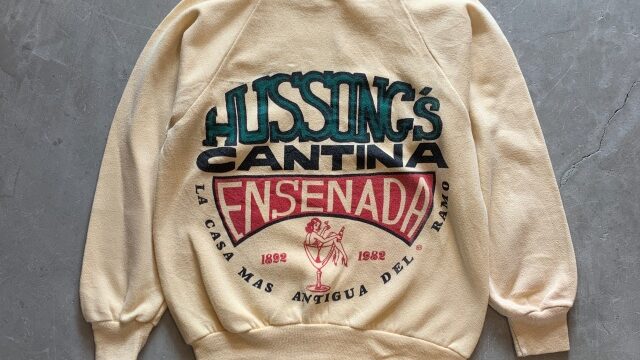 HUSSONG'S
CANTINA
ENSENADA
1892 1982
LA CASA MAS ANTIGUA DEL RAMO
®